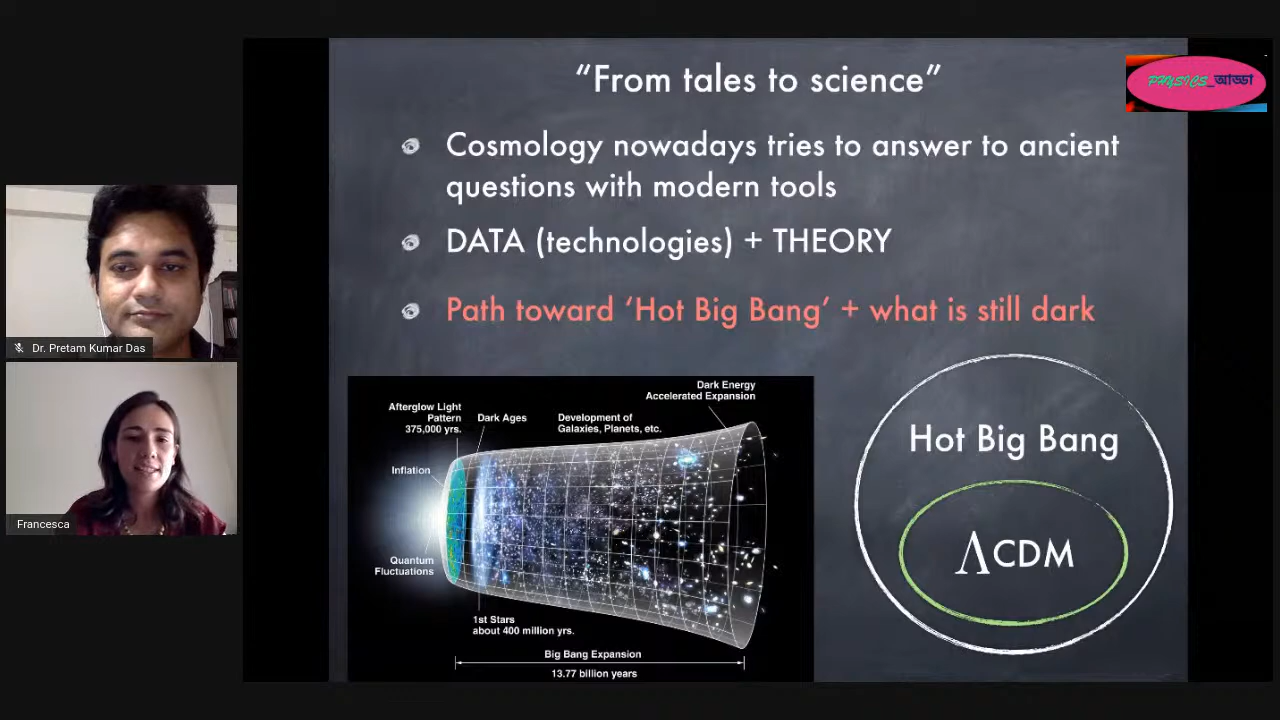 “From tales to science”
PHYSICS_আড্ডা
Cosmology nowadays tries to answer to ancient
questions with modern tools
DATA (technologies) + THEORY
Path toward ‘Hot Big Bang’ + what is still dark
Dr. Pretam Kumar Das
Francesca
Dark Energy
Accelerated Expansion
Afterglow Light
Pattern
375,000 yrs.
Dark Ages
Development of
Galaxies, Planets, etc.
Inflation
Quantum
Fluctuations
1st Stars
about 400 million yrs.
Big Bang Expansion
13.77 billion years
Hot Big Bang
ΛCDM